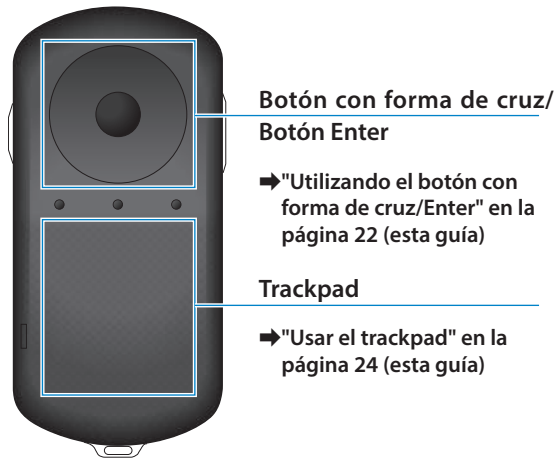 Botón con forma de cruz/
Botón Enter
➡"Utilizando el botón con
forma de cruz/Enter" en la
página 22 (esta guía)
Trackpad
➡"Usar el trackpad" en la
página 24 (esta guía)